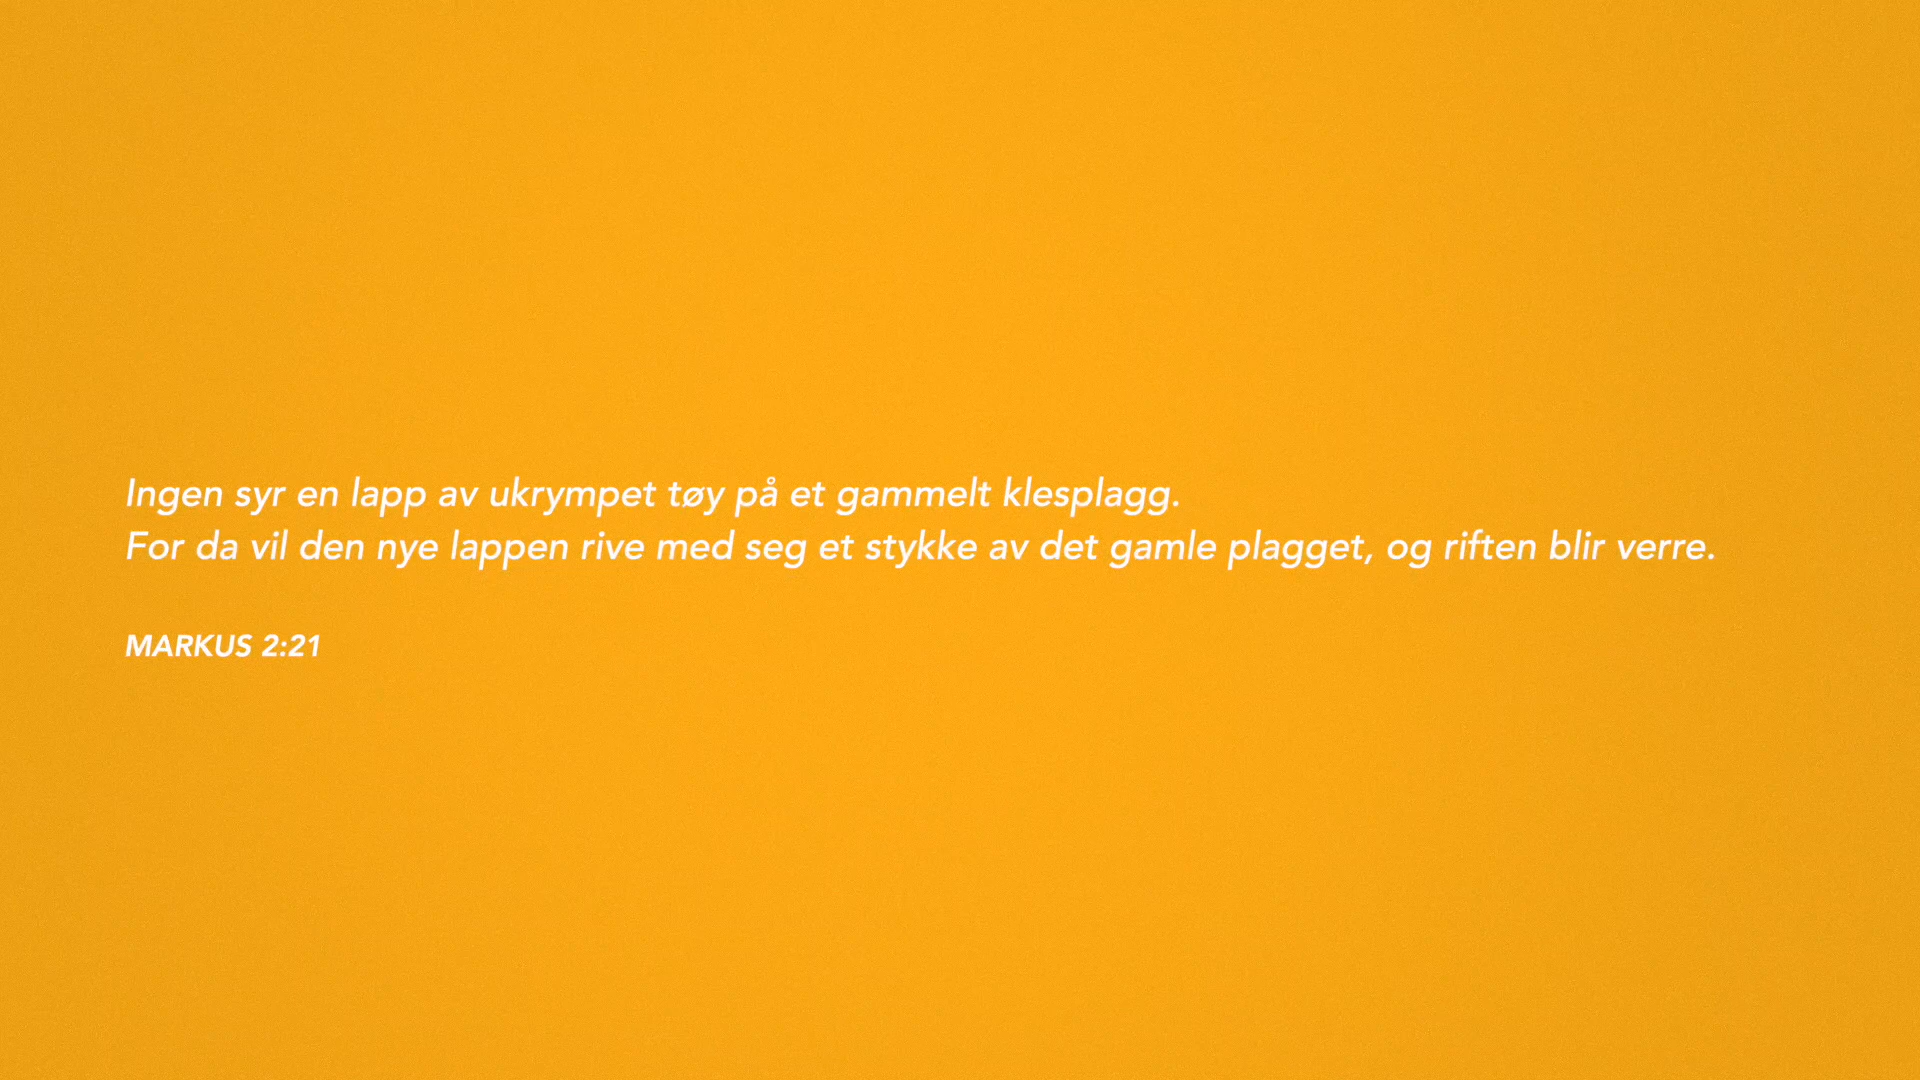 Ingen syr en lapp av ukrympet tøy på et gammelt klesplagg.
For da vil den nye lappen rive med seg et stykke av det gamle plagget, og riften blir verre.
MARKUS 2:21